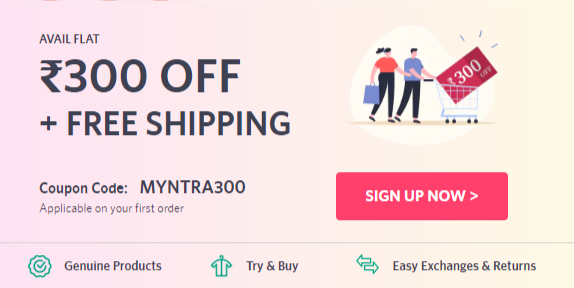 AVAIL FLAT
₹300 OFF
+ FREE SHIPPING
₹300
OFF
Coupon Code: MYNTRA300
Applicable on your first order
SIGN UP NOW >
Genuine Products
Try & Buy
Easy Exchanges & Returns